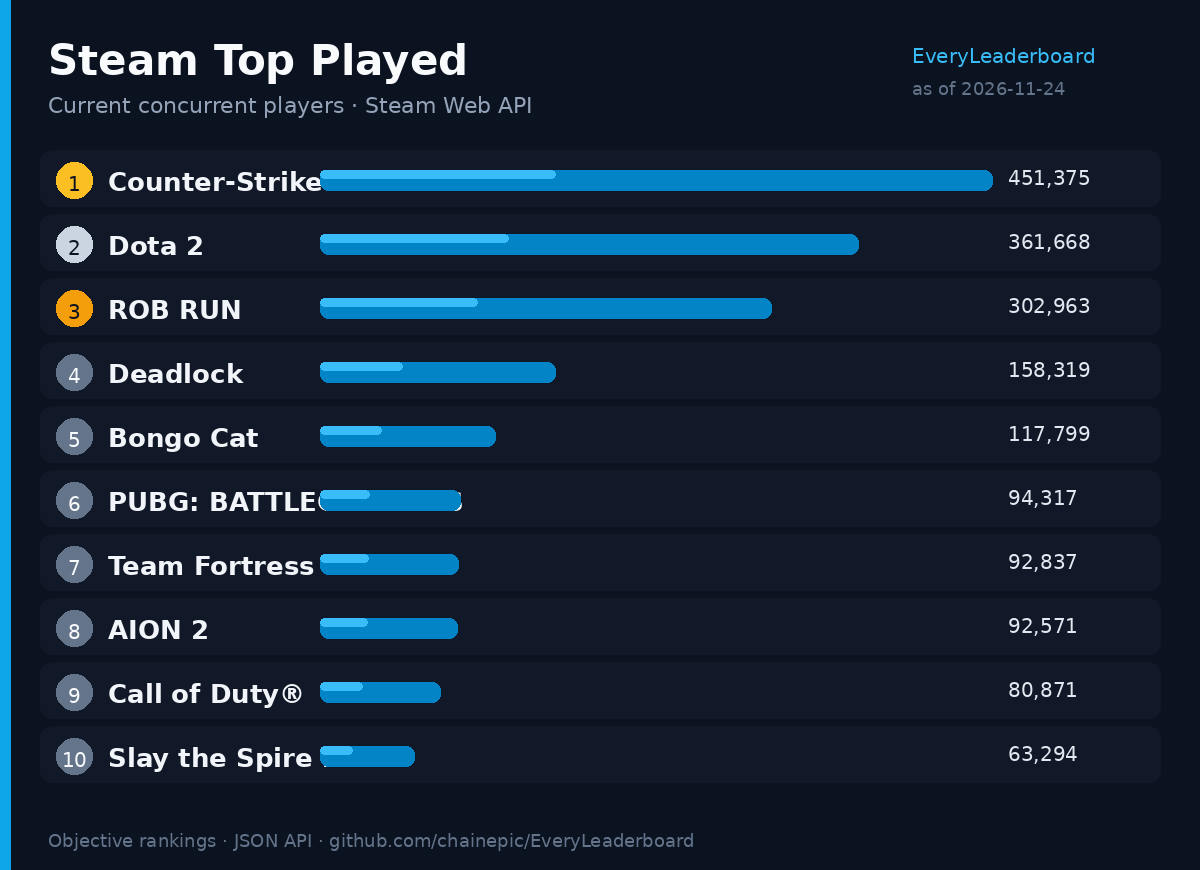 Steam Top Played
EveryLeaderboard
Current concurrent players · Steam Web API
as of 2026-11-24
1 Counter-Strike 451,375
2 Dota 2 361,668
3 ROB RUN 302,963
4 Deadlock 158,319
5 Bongo Cat 117,799
6 PUBG: 94,317
7 Team Fortress 92,837
8 AION 2 92,571
9 Call of Duty® 80,871
10 Slay the Spire 63,294
Objective rankings · JSON API · github.com/chainepic/EveryLeaderboard